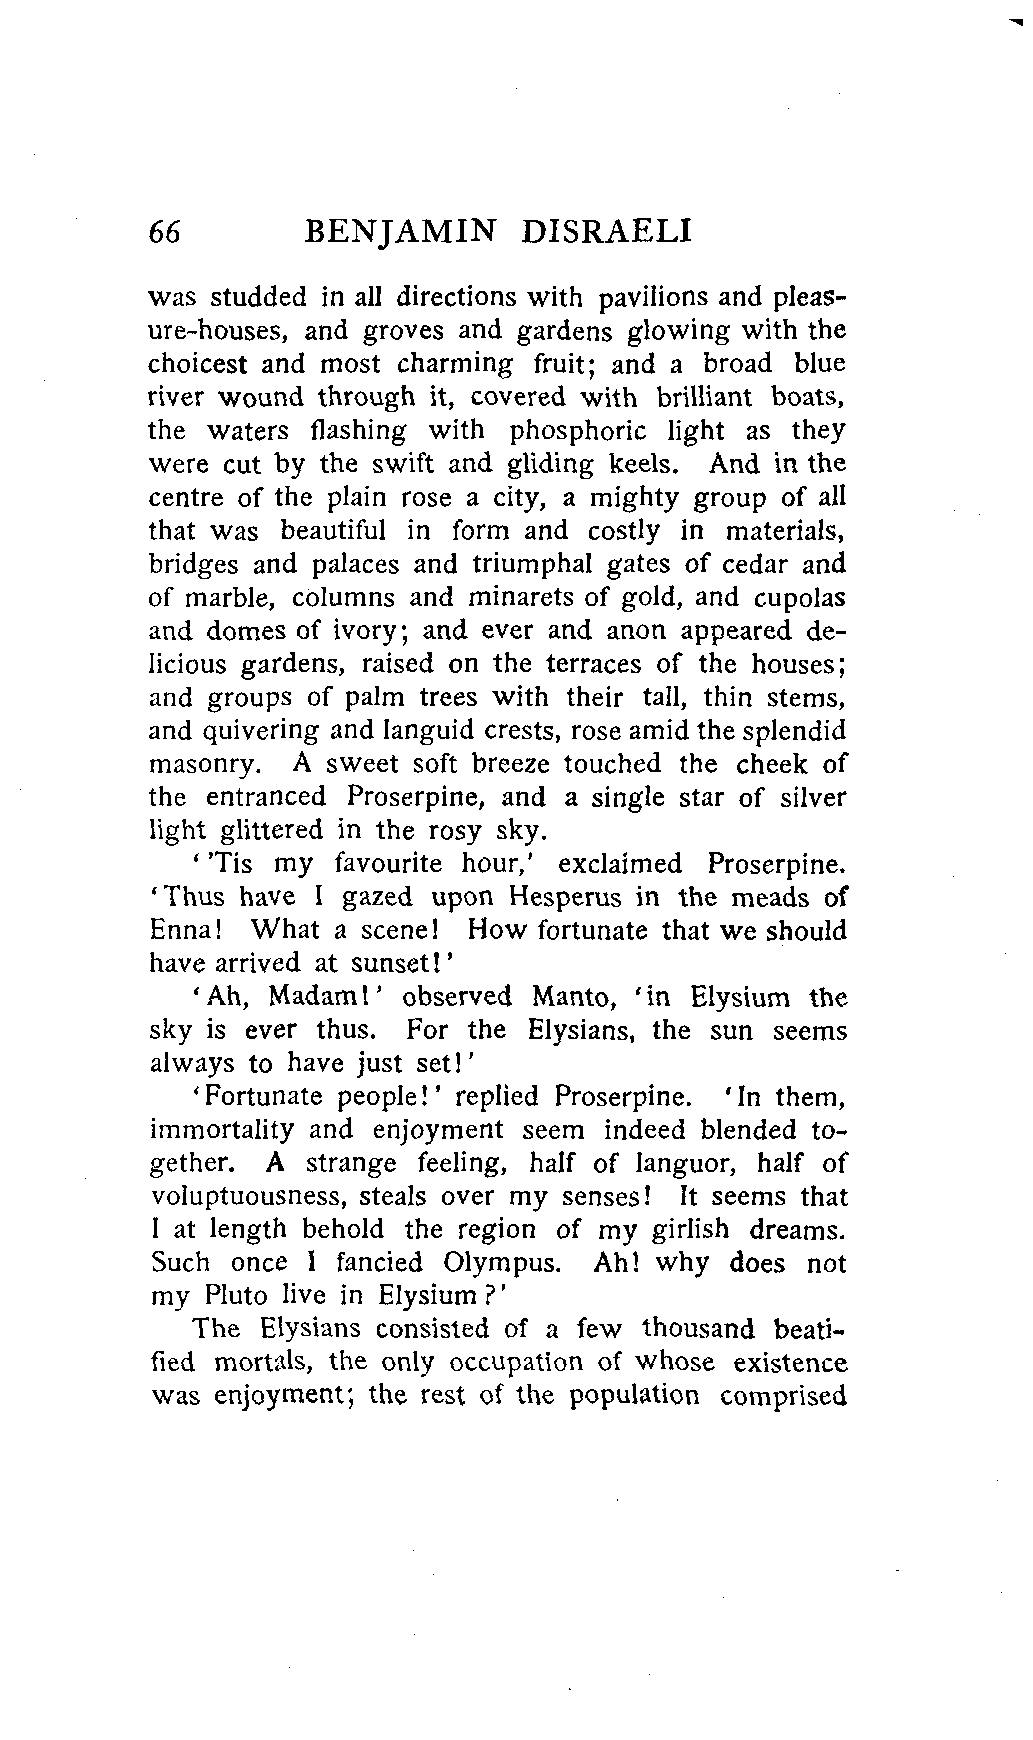 66 BENJAMIN DISRAELI
was studded in all directions with pavilions and pleas-
ure-houses, and groves and gardens glowing with the
choicest and most charming fruit; and a broad blue
river wound through it, covered with brilliant boats,
the waters flashing with phosphoric light as they
were cut by the swift and gliding keels. And in the
centre of the plain rose a city, a mighty group of all
that was beautiful in form and costly in materials,
bridges and palaces and triumphal gates of cedar and
of marble, columns and minarets of gold, and cupolas
and domes of ivory; and ever and anon appeared de-
licious gardens, raised on the terraces of the houses;
and groups of palm trees with their tall, thin stems,
and quivering and languid crests, rose amid the splendid
masonry. A sweet soft breeze touched the cheek of
the entranced Proserpine, and a single star of silver
light glittered in the rosy sky.
‘ ’Tis my favourite hour,’ exclaimed Proserpine.
‘Thus have I gazed upon Hesperus in the meads of
Enna! What a scene! How fortunate that we should
have arrived at sunset!’
‘Ah, Madam!’ observed Manto, ‘in Elysium the
sky is ever thus. For the Elysians, the sun seems
always to have just set!’
‘Fortunate people!’ replied Proserpine. ‘In them,
immortality and enjoyment seem indeed blended to-
gether. A strange feeling, half of languor, half of
voluptuousness, steals over my senses! It seems that
I at length behold the region of my girlish dreams.
Such once I fancied Olympus. Ah! why does not
my Pluto live in Elysium?’
The Elysians consisted of a few thousand beati-
fied mortals, the only occupation of whose existence
was enjoyment; the rest of the population comprised